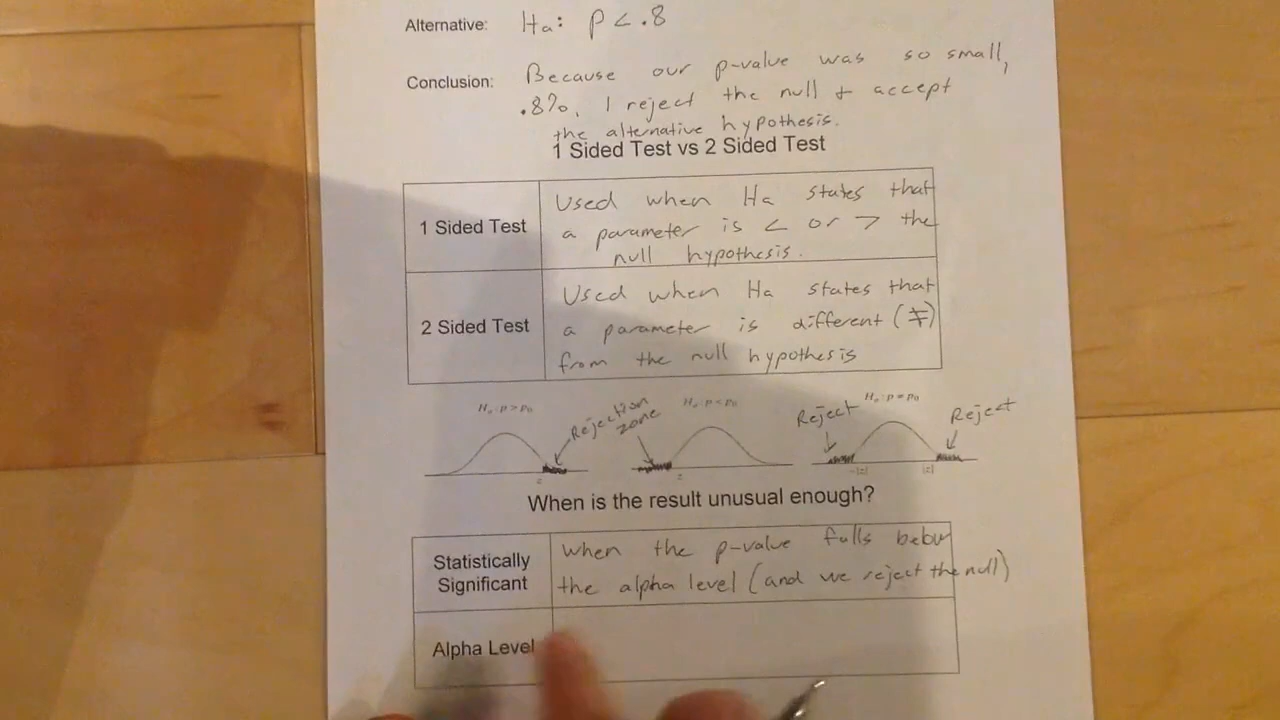 Alternative: Ha: P < .8
Conclusion: Because our p-value was so small,
.8%, I reject the null + accept
the alternative hypothesis.
1 Sided Test vs 2 Sided Test
1 Sided Test
Used when Ha states that
a parameter is < or > the
null hypothesis.
2 Sided Test
Used when Ha states that
a parameter is different (≠)
from the null hypothesis
Rejection
zone
Reject
Reject
z
z
-|z|
|z|
When is the result unusual enough?
Statistically
Significant
When the p-value falls below
the alpha level (and we reject the null)
Alpha Level